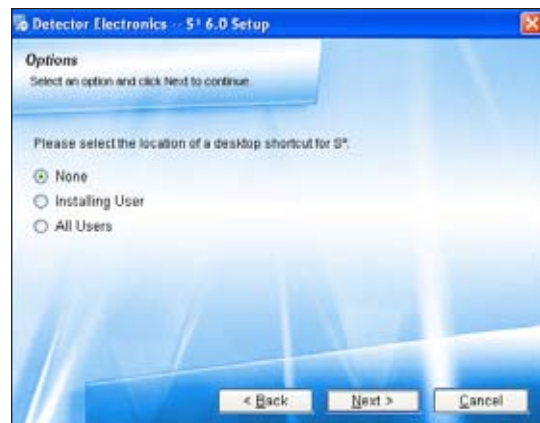 Detector Electronics -- S³ 6.0 Setup
Options
Select an option and click Next to continue.
Please select the location of a desktop shortcut for S³.
None
Installing User
All Users
< Back
Next >
Cancel